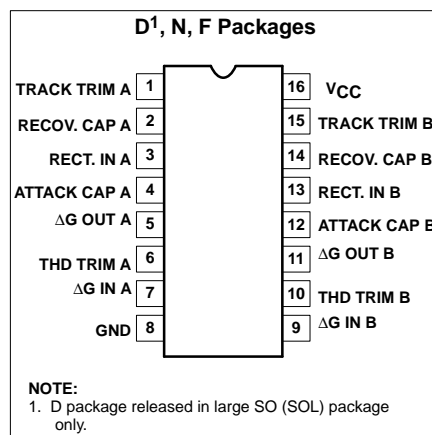 D1, N, F Packages
TRACK TRIM A 1 16 VCC
RECOV. CAP A 2 15 TRACK TRIM B
RECT. IN A 3 14 RECOV. CAP B
ATTACK CAP A 4 13 RECT. IN B
ΔG OUT A 5 12 ATTACK CAP B
THD TRIM A 6 11 ΔG OUT B
ΔG IN A 7 10 THD TRIM B
GND 8 9 ΔG IN B
NOTE:
1. D package released in large SO (SOL) package
only.